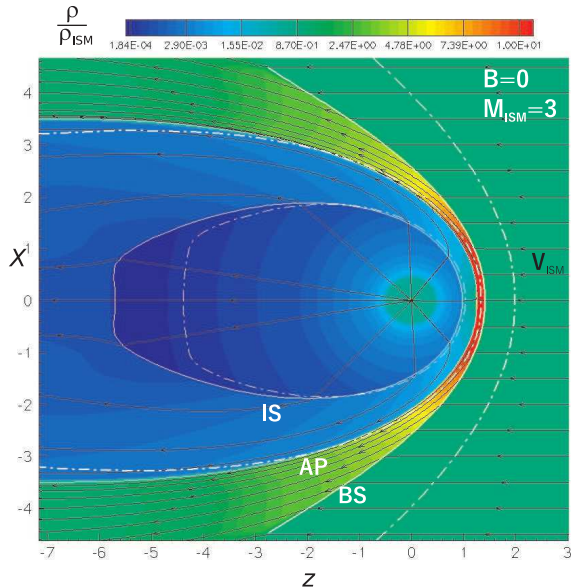 ρ
ρISM
1.84E-04 2.90E-03 1.55E-02 8.70E-01 2.47E+00 4.78E+00 7.39E+00 1.00E+01
B=0
MISM=3
VISM
4
3
2
1
X 0
-1
-2
-3
-4
IS
AP
BS
-7 -6 -5 -4 -3 -2 -1 0 1 2 3
Z